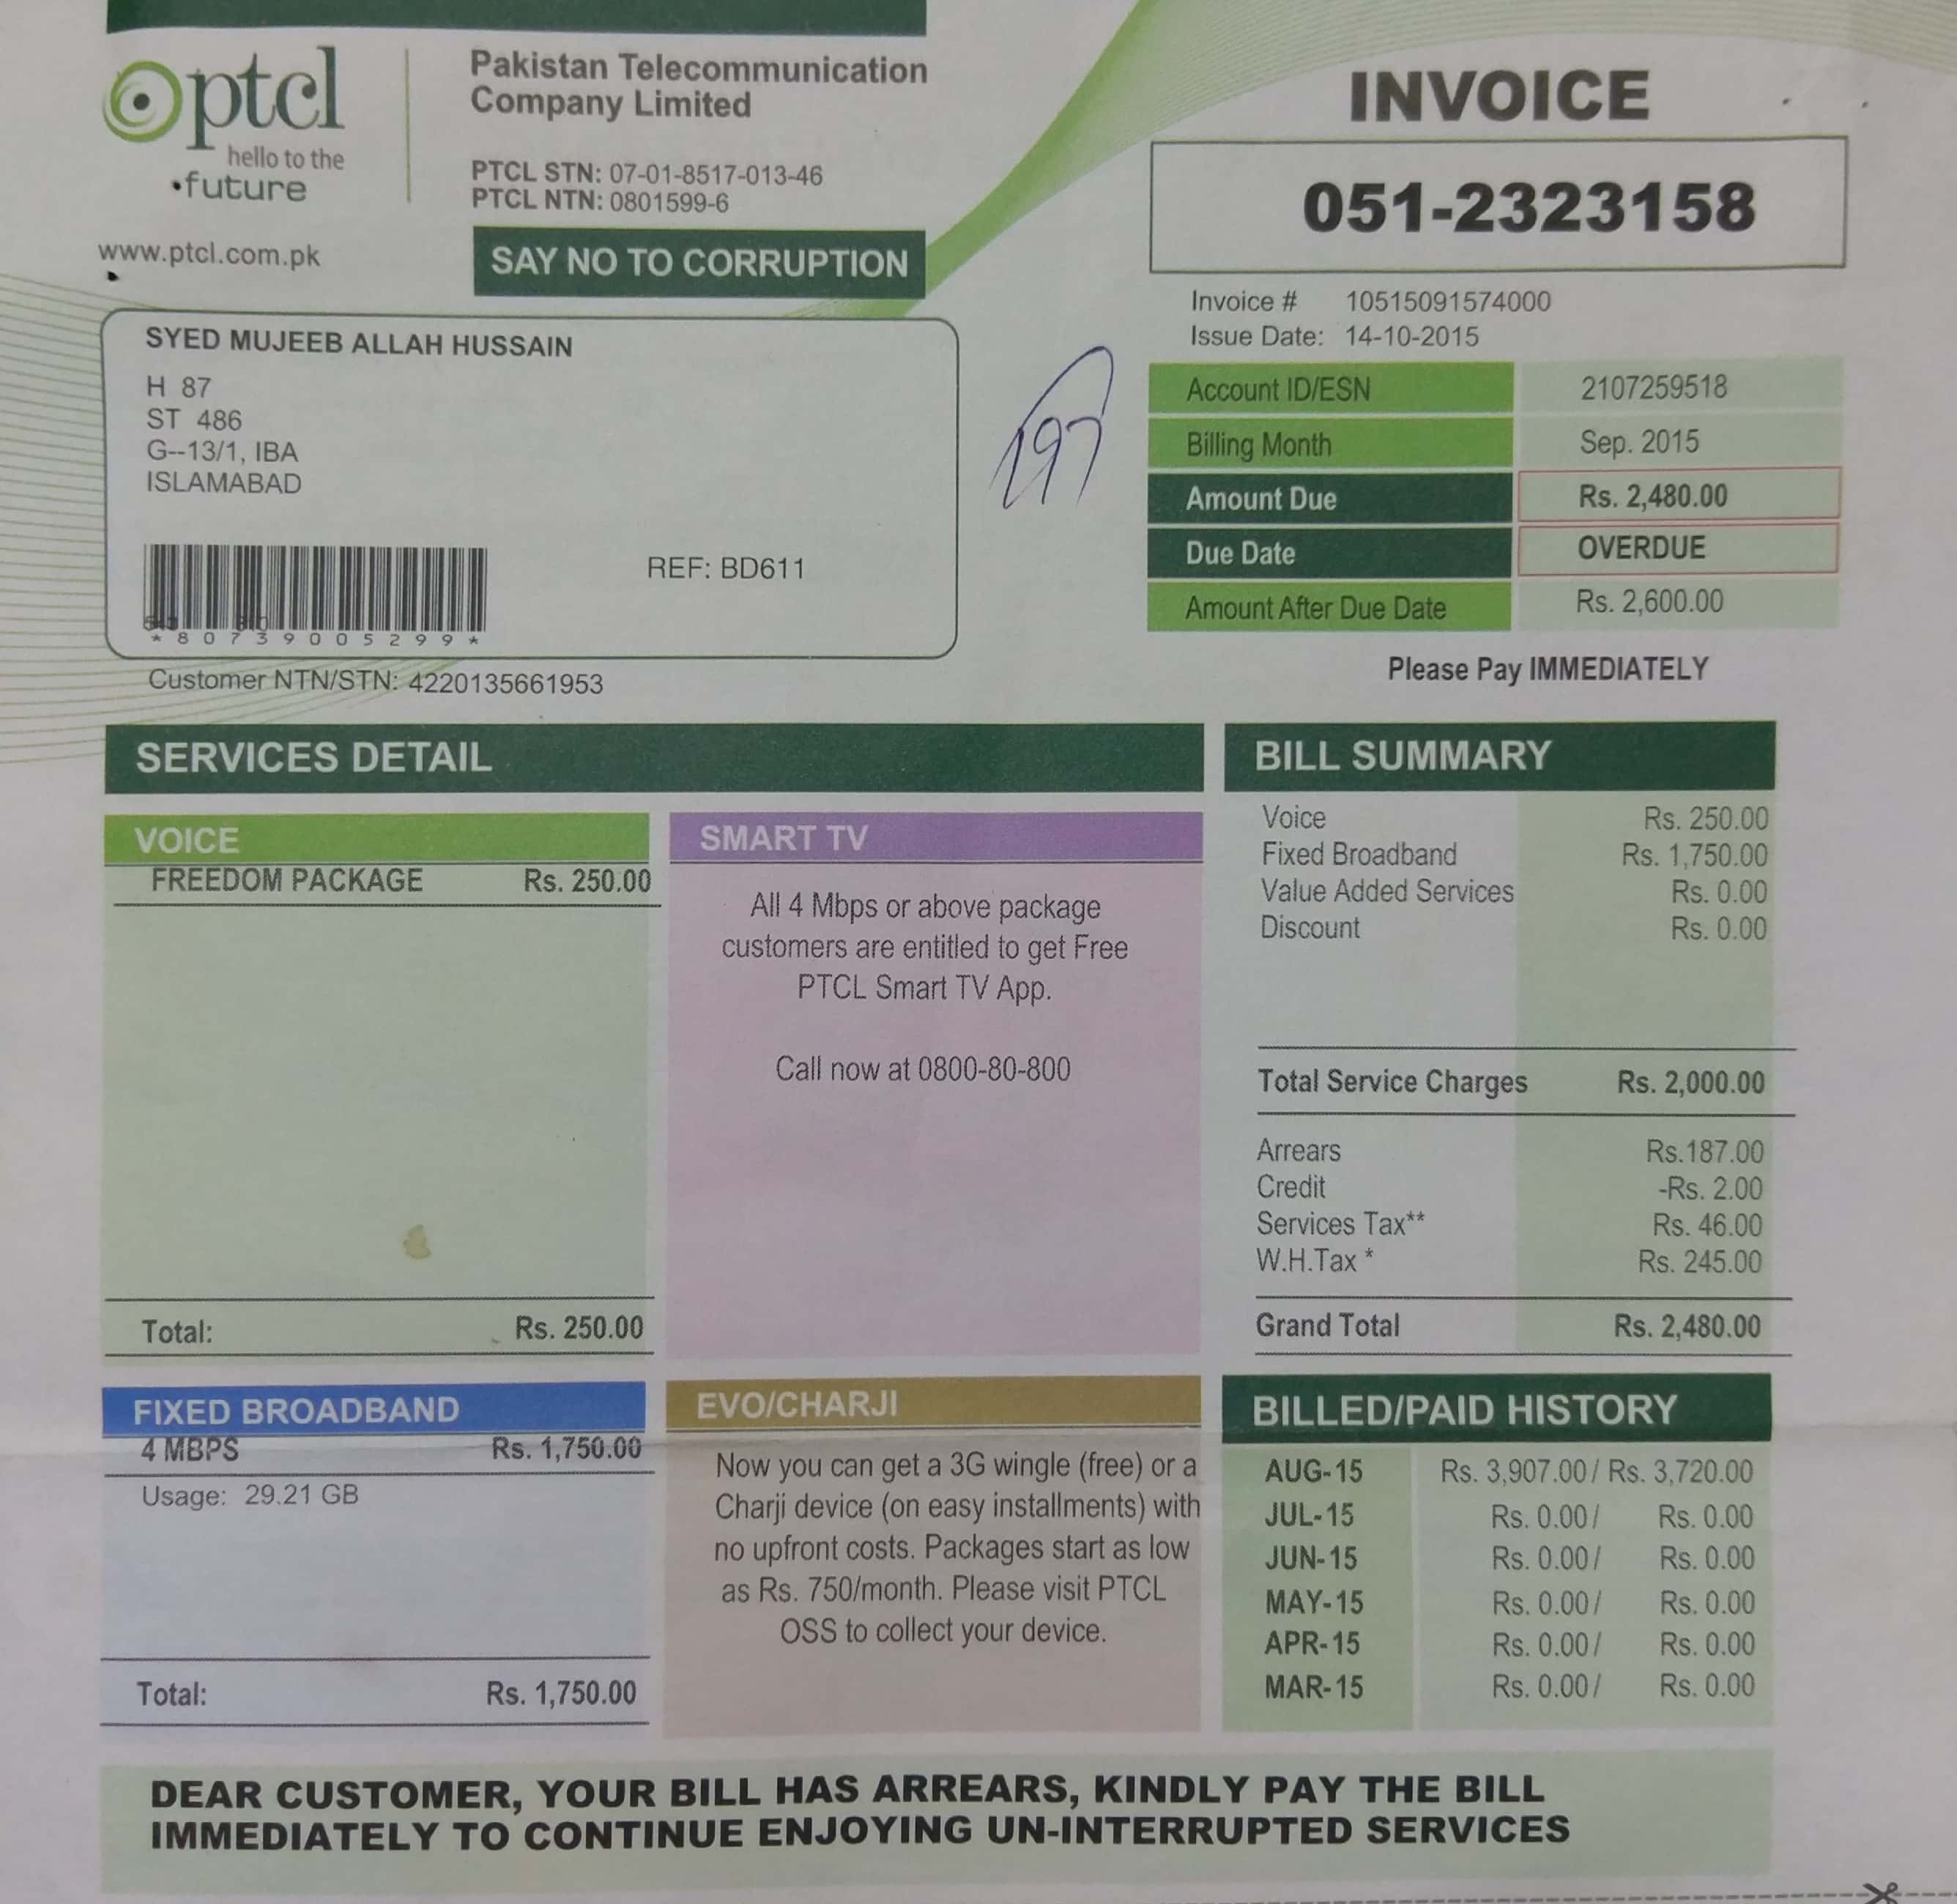 ptcl
hello to the
future
www.ptcl.com.pk
Pakistan Telecommunication
Company Limited
PTCL STN: 07-01-8517-013-46
PTCL NTN: 0801599-6
SAY NO TO CORRUPTION
INVOICE
051-2323158
Invoice # 10515091574000
Issue Date: 14-10-2015
SYED MUJEEB ALLAH HUSSAIN
H 87
ST 486
G--13/1, IBA
ISLAMABAD
REF: BD611
*807390005299*
Customer NTN/STN: 4220135661953
197
Account ID/ESN 2107259518
Billing Month Sep. 2015
Amount Due Rs. 2,480.00
Due Date OVERDUE
Amount After Due Date Rs. 2,600.00
Please Pay IMMEDIATELY
SERVICES DETAIL
VOICE
FREEDOM PACKAGE Rs. 250.00
Total: Rs. 250.00
SMART TV
All 4 Mbps or above package
customers are entitled to get Free
PTCL Smart TV App.
Call now at 0800-80-800
BILL SUMMARY
Voice Rs. 250.00
Fixed Broadband Rs. 1,750.00
Value Added Services Rs. 0.00
Discount Rs. 0.00
Total Service Charges Rs. 2,000.00
Arrears Rs.187.00
Credit -Rs. 2.00
Services Tax** Rs. 46.00
W.H.Tax * Rs. 245.00
Grand Total Rs. 2,480.00
FIXED BROADBAND
4 MBPS Rs. 1,750.00
Usage: 29.21 GB
Total: Rs. 1,750.00
EVO/CHARJI
Now you can get a 3G wingle (free) or a
Charji device (on easy installments) with
no upfront costs. Packages start as low
as Rs. 750/month. Please visit PTCL
OSS to collect your device.
BILLED/PAID HISTORY
AUG-15 Rs. 3,907.00/ Rs. 3,720.00
JUL-15 Rs. 0.00/ Rs. 0.00
JUN-15 Rs. 0.00/ Rs. 0.00
MAY-15 Rs. 0.00/ Rs. 0.00
APR-15 Rs. 0.00/ Rs. 0.00
MAR-15 Rs. 0.00/ Rs. 0.00
DEAR CUSTOMER, YOUR BILL HAS ARREARS, KINDLY PAY THE BILL
IMMEDIATELY TO CONTINUE ENJOYING UN-INTERRUPTED SERVICES